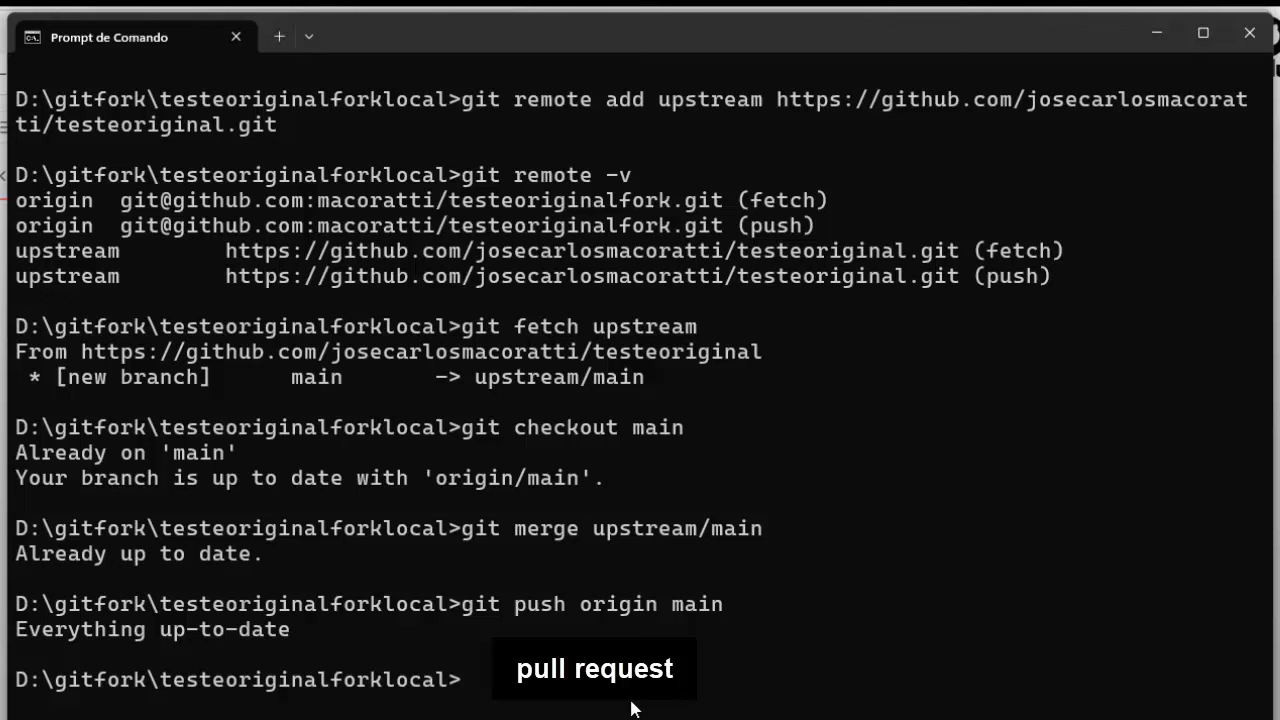 Prompt de Comando
D:\gitfork\testeoriginalforklocal>git remote add upstream https://github.com/josecarlosmacorat
ti/testeoriginal.git
D:\gitfork\testeoriginalforklocal>git remote -v
origin  git@github.com:macoratti/testeoriginalfork.git (fetch)
origin  git@github.com:macoratti/testeoriginalfork.git (push)
upstream        https://github.com/josecarlosmacoratti/testeoriginal.git (fetch)
upstream        https://github.com/josecarlosmacoratti/testeoriginal.git (push)
D:\gitfork\testeoriginalforklocal>git fetch upstream
From https://github.com/josecarlosmacoratti/testeoriginal
 * [new branch]      main       -> upstream/main
D:\gitfork\testeoriginalforklocal>git checkout main
Already on 'main'
Your branch is up to date with 'origin/main'.
D:\gitfork\testeoriginalforklocal>git merge upstream/main
Already up to date.
D:\gitfork\testeoriginalforklocal>git push origin main
Everything up-to-date
pull request
D:\gitfork\testeoriginalforklocal>